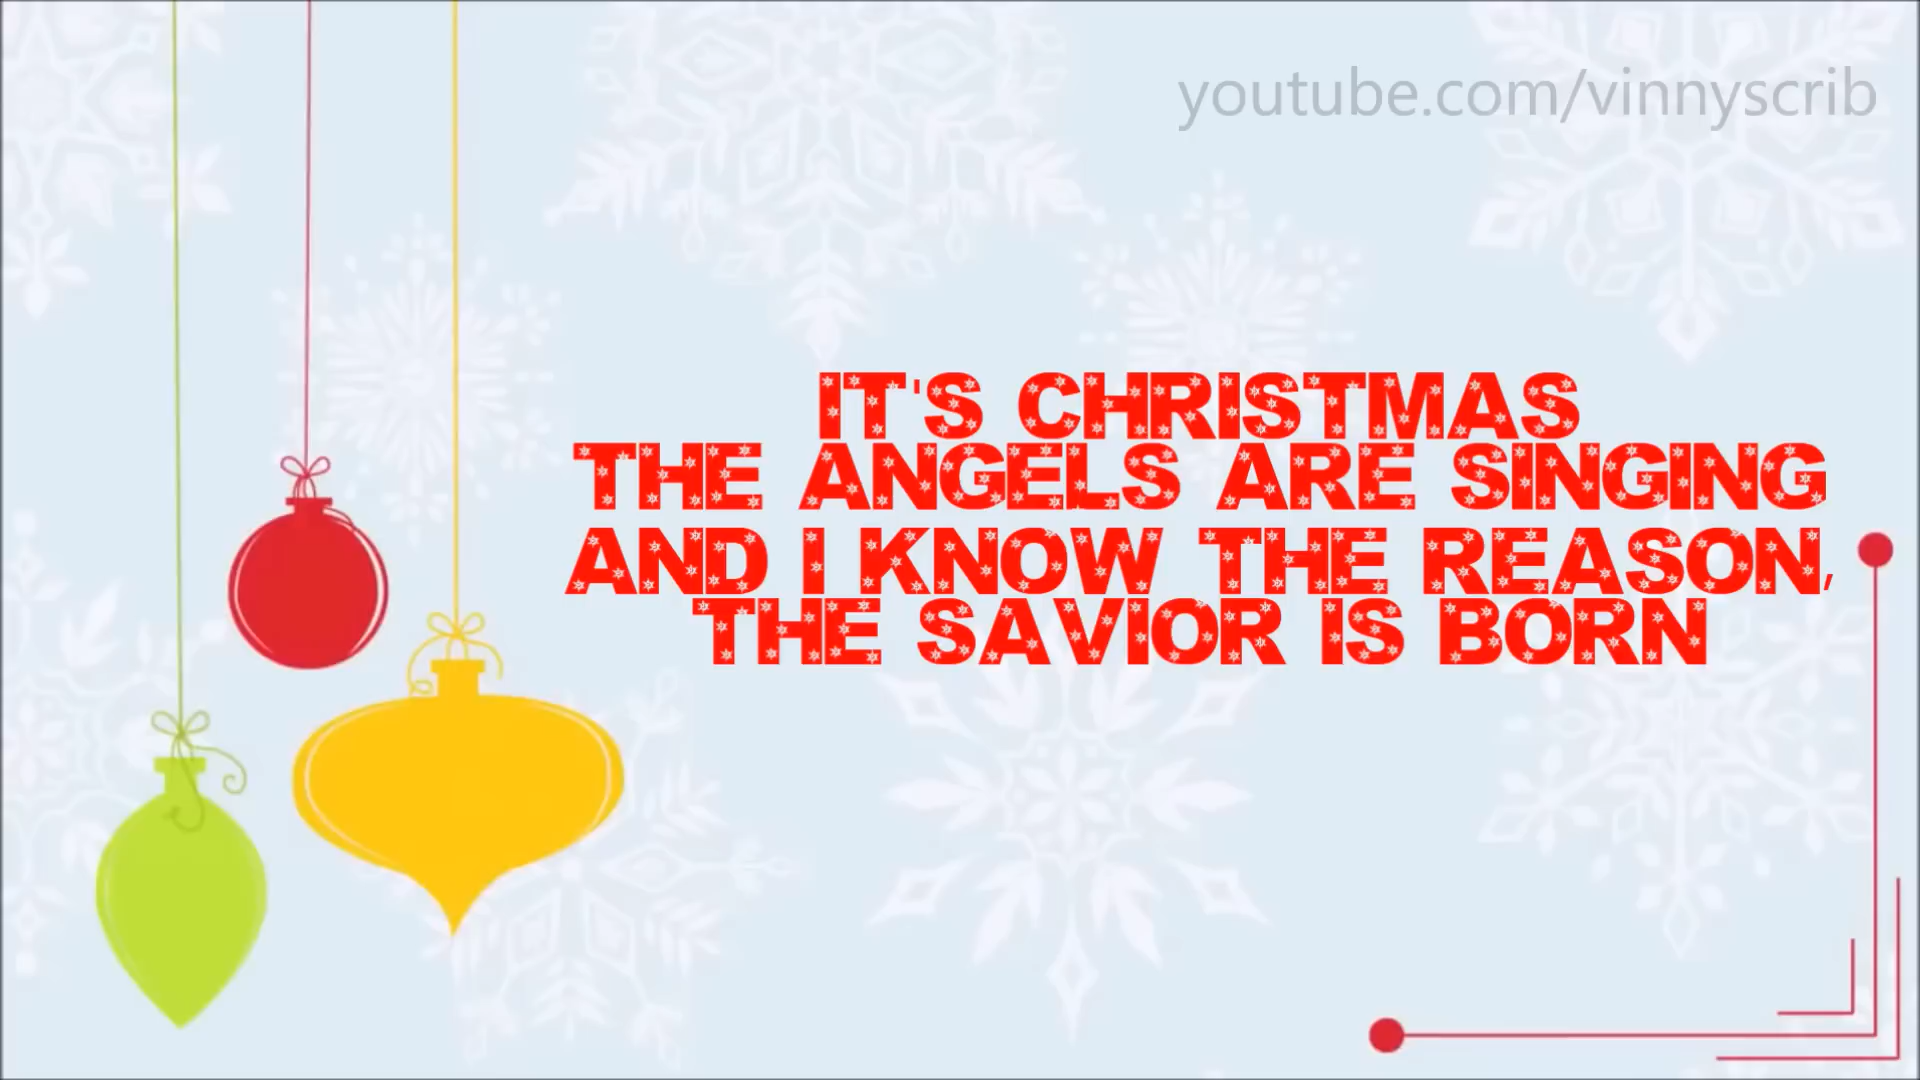 youtube.com/vinnyscrib
IT'S CHRISTMAS
THE ANGELS ARE SINGING
AND I KNOW THE REASON,
THE SAVIOR IS BORN